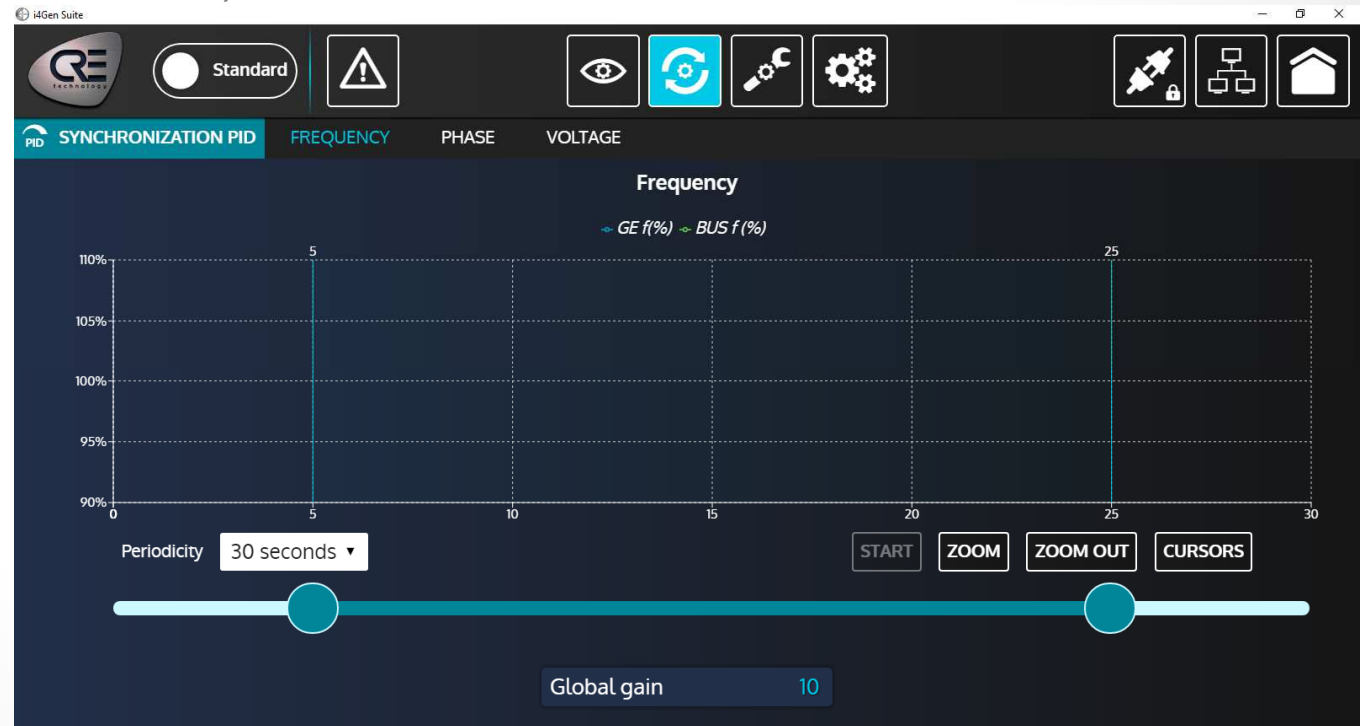 i4Gen Suite
CRE
technology
Standard
PID SYNCHRONIZATION PID FREQUENCY PHASE VOLTAGE
Frequency
GE f(%) BUS f (%)
5 25
110%
105%
100%
95%
90%
0 5 10 15 20 25 30
Periodicity 30 seconds START ZOOM ZOOM OUT CURSORS
Global gain 10